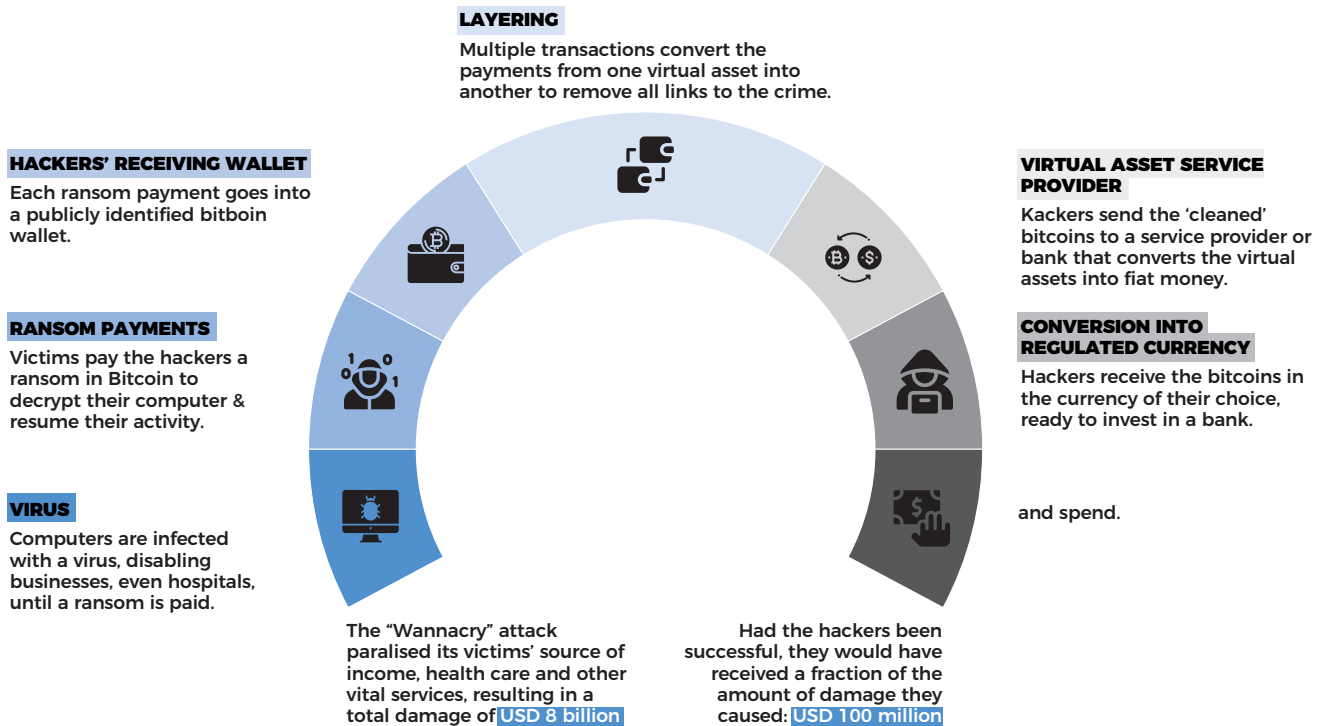 LAYERING
Multiple transactions convert the
payments from one virtual asset into
another to remove all links to the crime.
HACKERS’ RECEIVING WALLET
Each ransom payment goes into
a publicly identified bitboin
wallet.
RANSOM PAYMENTS
Victims pay the hackers a
ransom in Bitcoin to
decrypt their computer &
resume their activity.
VIRUS
Computers are infected
with a virus, disabling
businesses, even hospitals,
until a ransom is paid.
VIRTUAL ASSET SERVICE
PROVIDER
Kackers send the ‘cleaned’
bitcoins to a service provider or
bank that converts the virtual
assets into fiat money.
CONVERSION INTO
REGULATED CURRENCY
Hackers receive the bitcoins in
the currency of their choice,
ready to invest in a bank.
and spend.
1 0
0 1
B
B $
$
The “Wannacry” attack
paralised its victims’ source of
income, health care and other
vital services, resulting in a
total damage of USD 8 billion
Had the hackers been
successful, they would have
received a fraction of the
amount of damage they
caused: USD 100 million